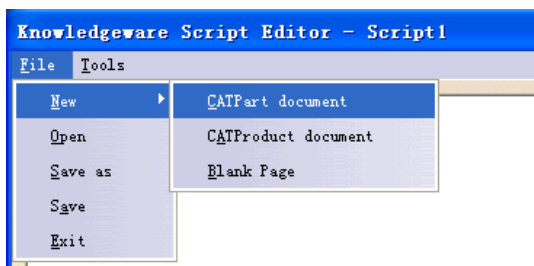 Knowledgeware Script Editor - Script1
File Tools
New CATPart document
Open CATProduct document
Save as Blank Page
Save
Exit